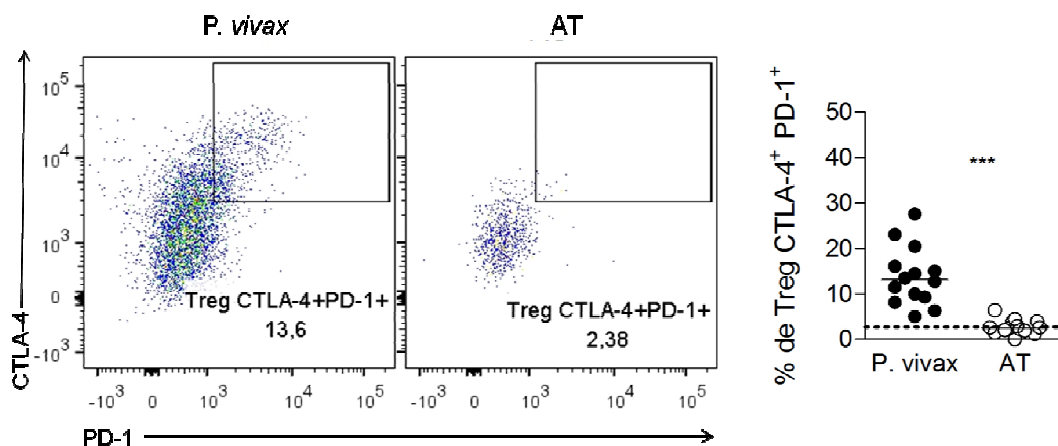 P. vivax
AT
CTLA-4
10⁵
10⁴
10³
0
-10³
Treg CTLA-4+PD-1+
13,6
Treg CTLA-4+PD-1+
2,38
-10³ 0 10³ 10⁴ 10⁵
-10³ 0 10³ 10⁴ 10⁵
PD-1
% de Treg CTLA-4⁺ PD-1⁺
50
40
30
20
10
0
***
P. vivax
AT